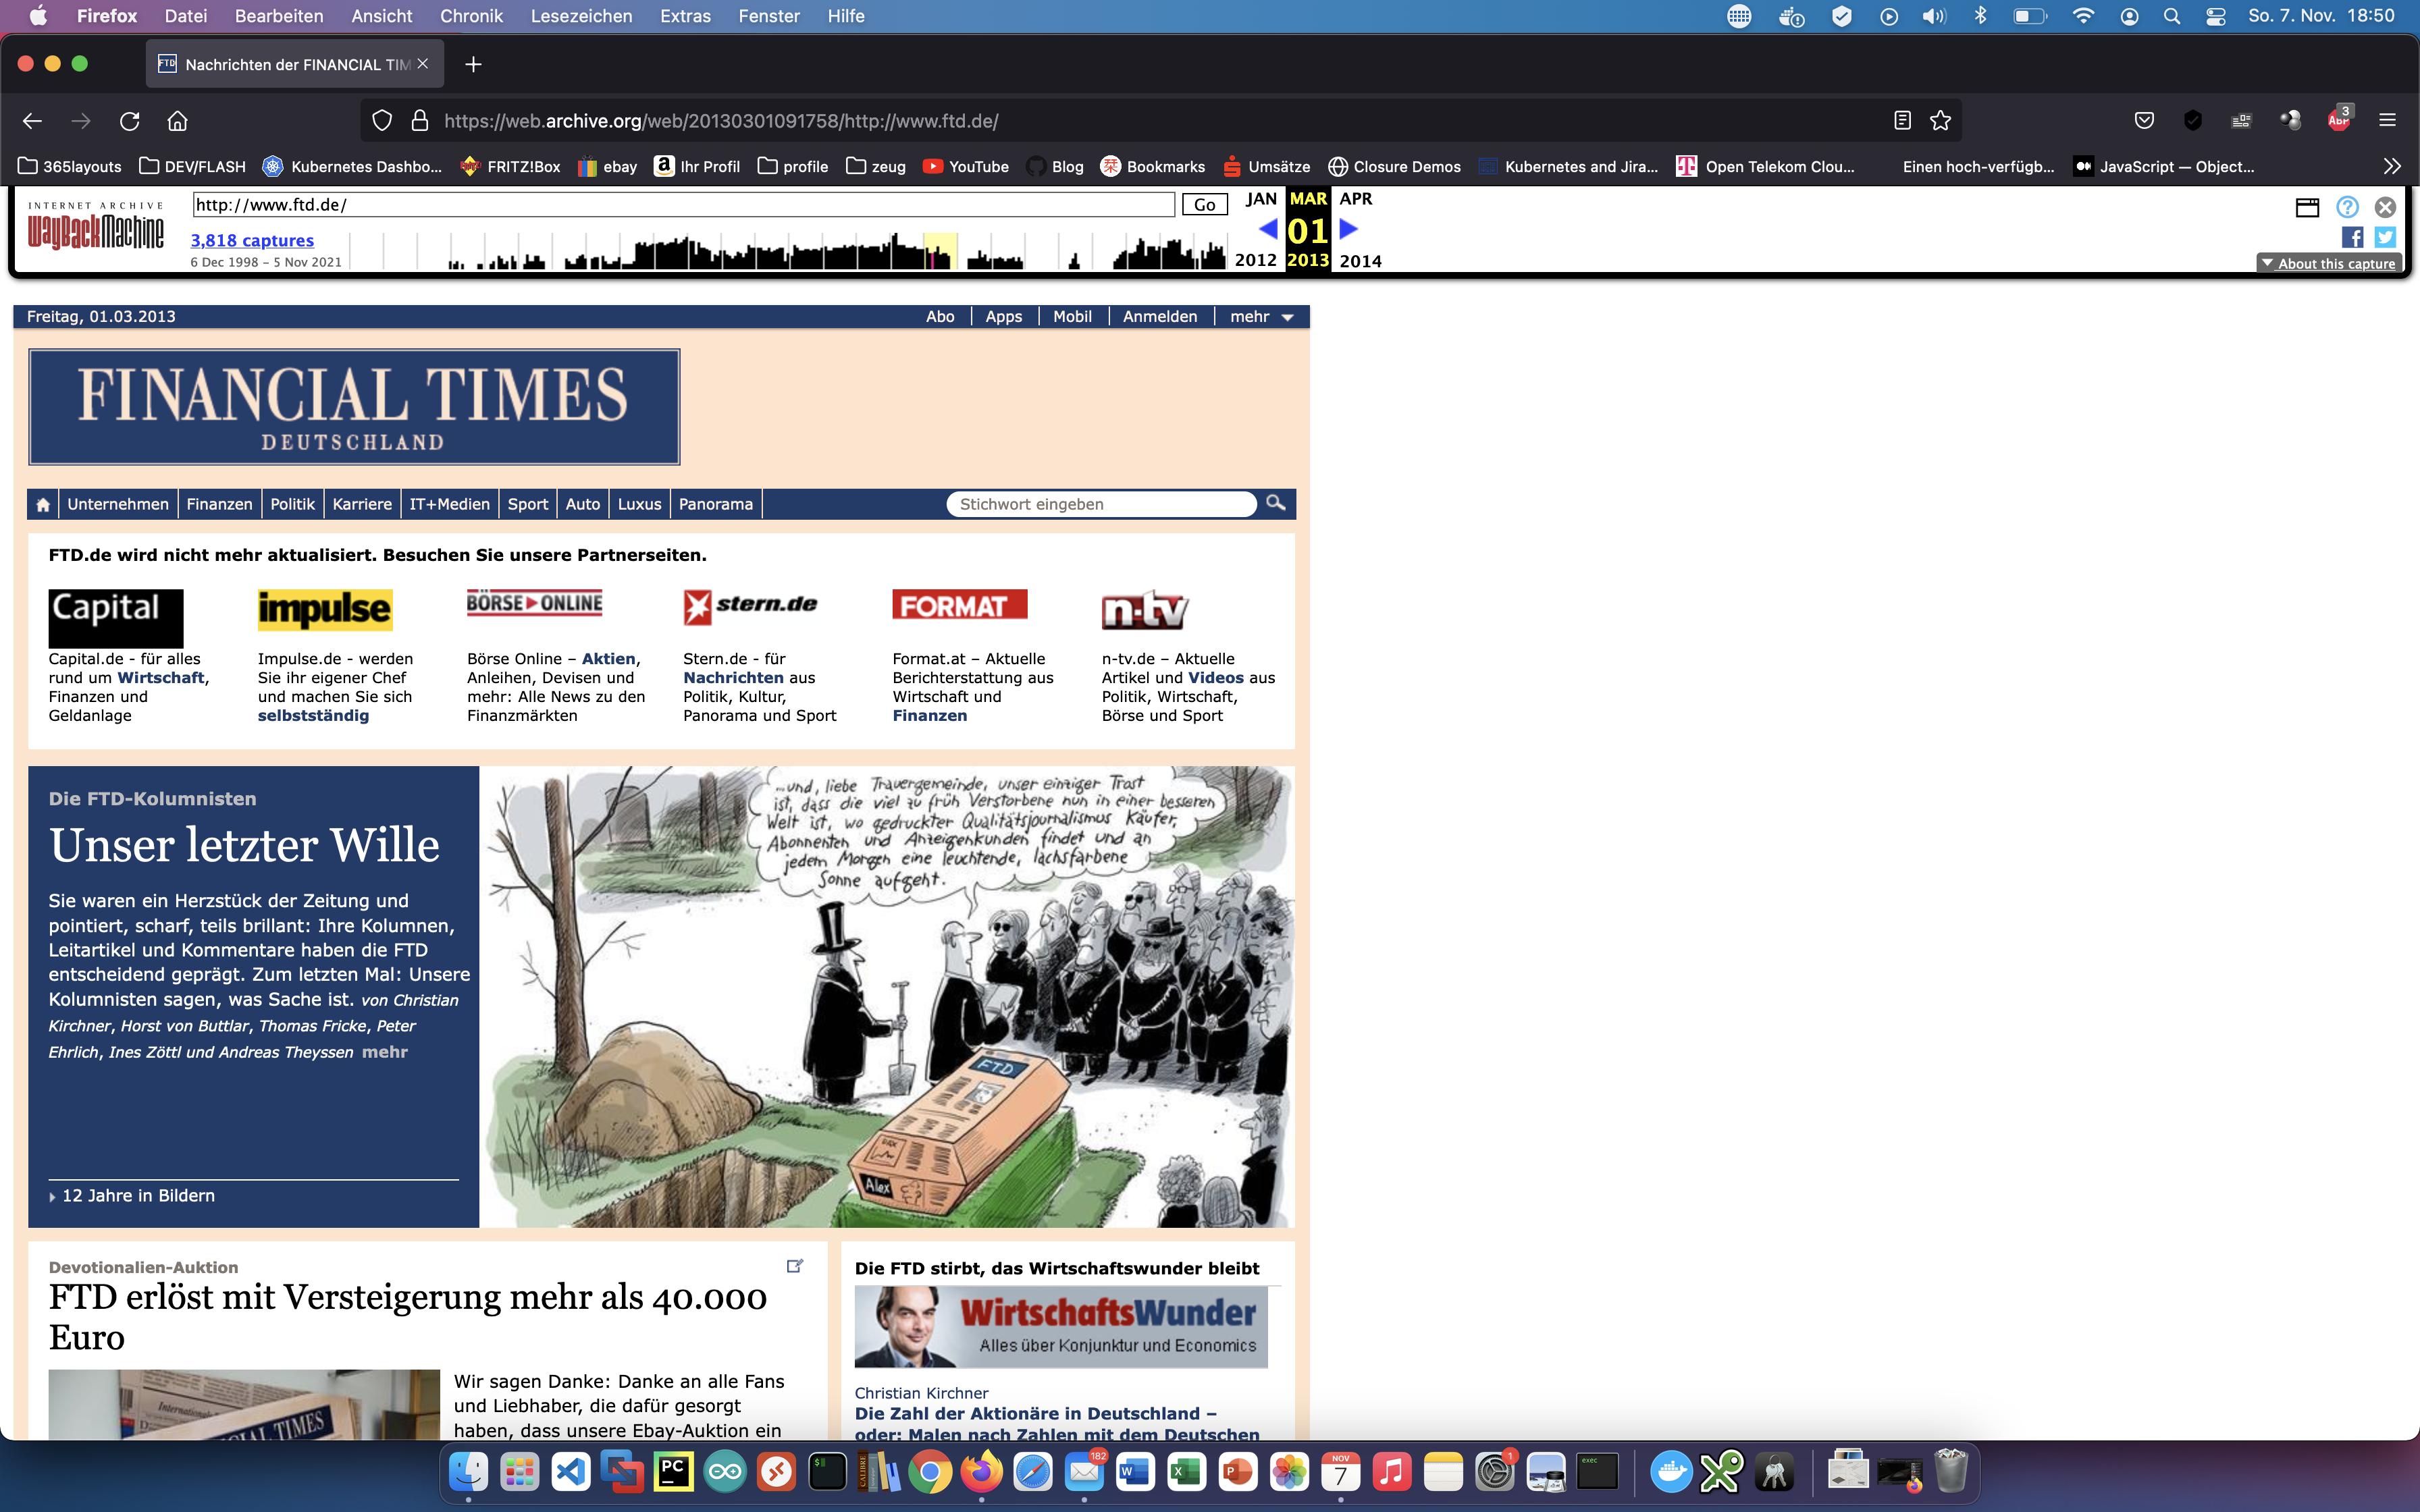 Firefox Datei Bearbeiten Ansicht Chronik Lesezeichen Extras Fenster Hilfe So. 7. Nov. 18:50
FTD Nachrichten der FINANCIAL TIM
https://web.archive.org/web/20130301091758/http://www.ftd.de/
ABP 3
365layouts DEV/FLASH Kubernetes Dashbo... FRITZ!Box ebay Ihr Profil profile zeug YouTube Blog Bookmarks Umsätze Closure Demos Kubernetes and Jira... Open Telekom Clou... Einen hoch-verfügb... JavaScript — Object...
INTERNET ARCHIVE
WayBackMachine
http://www.ftd.de/ Go
JAN MAR APR
3,818 captures
01
6 Dec 1998 – 5 Nov 2021
2012 2013 2014
About this capture
Freitag, 01.03.2013 Abo Apps Mobil Anmelden mehr
FINANCIAL TIMES
DEUTSCHLAND
Unternehmen Finanzen Politik Karriere IT+Medien Sport Auto Luxus Panorama Stichwort eingeben
FTD.de wird nicht mehr aktualisiert. Besuchen Sie unsere Partnerseiten.
Capital
Capital.de - für alles
rund um Wirtschaft,
Finanzen und
Geldanlage
impulse
Impulse.de - werden
Sie ihr eigener Chef
und machen Sie sich
selbstständig
BÖRSE ONLINE
Börse Online – Aktien,
Anleihen, Devisen und
mehr: Alle News zu den
Finanzmärkten
stern.de
Stern.de - für
Nachrichten aus
Politik, Kultur,
Panorama und Sport
FORMAT
Format.at – Aktuelle
Berichterstattung aus
Wirtschaft und
Finanzen
n-tv
n-tv.de – Aktuelle
Artikel und Videos aus
Politik, Wirtschaft,
Börse und Sport
Die FTD-Kolumnisten
Unser letzter Wille
Sie waren ein Herzstück der Zeitung und
pointiert, scharf, teils brillant: Ihre Kolumnen,
Leitartikel und Kommentare haben die FTD
entscheidend geprägt. Zum letzten Mal: Unsere
Kolumnisten sagen, was Sache ist. von Christian
Kirchner, Horst von Buttlar, Thomas Fricke, Peter
Ehrlich, Ines Zöttl und Andreas Theyssen mehr
12 Jahre in Bildern
...und, liebe Trauergemeinde, unser einziger Trost
ist, dass die viel zu früh Verstorbene nun in einer besseren
Welt ist, wo gedruckter Qualitätsjournalismus Käufer,
Abonnenten und Anzeigenkunden findet und an
jedem Morgen eine leuchtende, lachsfarbene
Sonne aufgeht.
FTD
DAX
Alex
Devotionalien-Auktion
FTD erlöst mit Versteigerung mehr als 40.000
Euro
Wir sagen Danke: Danke an alle Fans
und Liebhaber, die dafür gesorgt
haben, dass unsere Ebay-Auktion ein
Die FTD stirbt, das Wirtschaftswunder bleibt
WirtschaftsWunder
Alles über Konjunktur und Economics
Christian Kirchner
Die Zahl der Aktionäre in Deutschland –
oder: Malen nach Zahlen mit dem Deutschen
PC CALIBRE 182 W X P NOV 7 1 exec